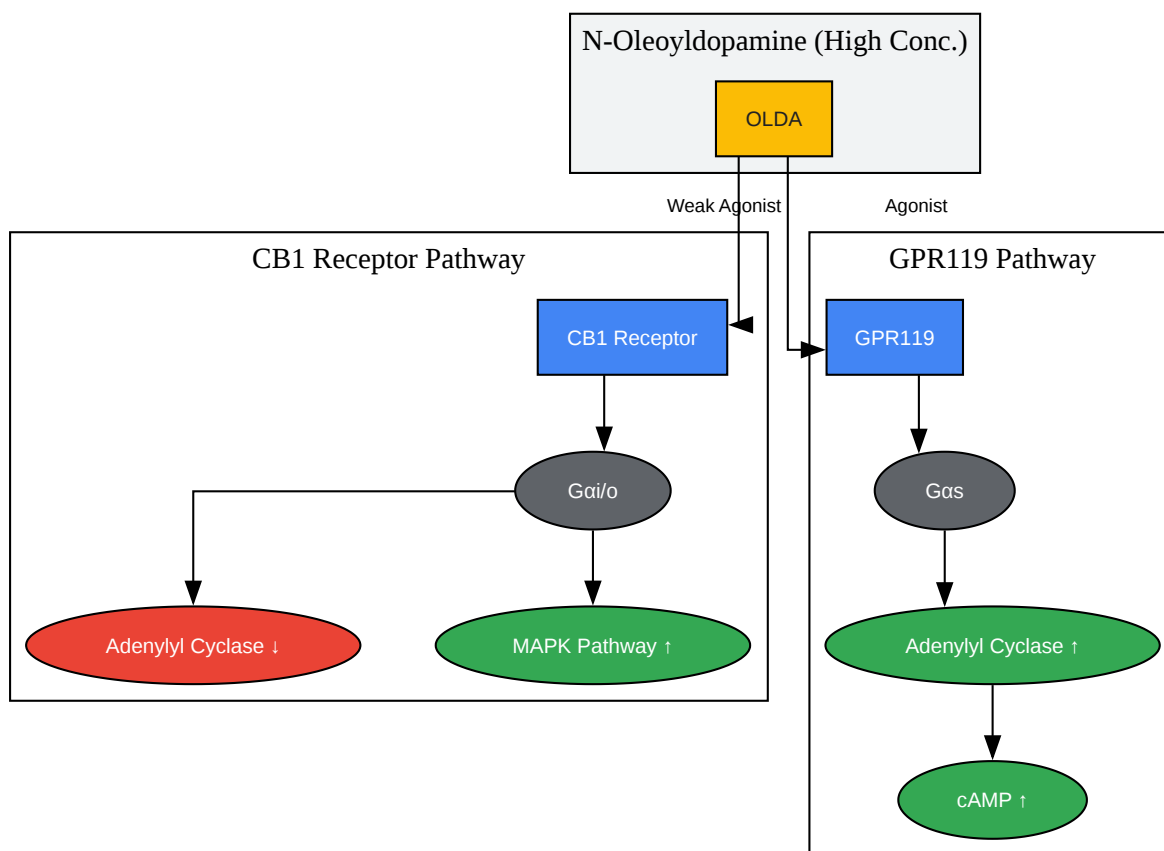 N-Oleoyldopamine (High Conc.)
OLDA
Weak Agonist
Agonist
CB1 Receptor Pathway
GPR119 Pathway
CB1 Receptor
GPR119
Gαi/o
Gαs
Adenylyl Cyclase ↓
MAPK Pathway ↑
Adenylyl Cyclase ↑
cAMP ↑